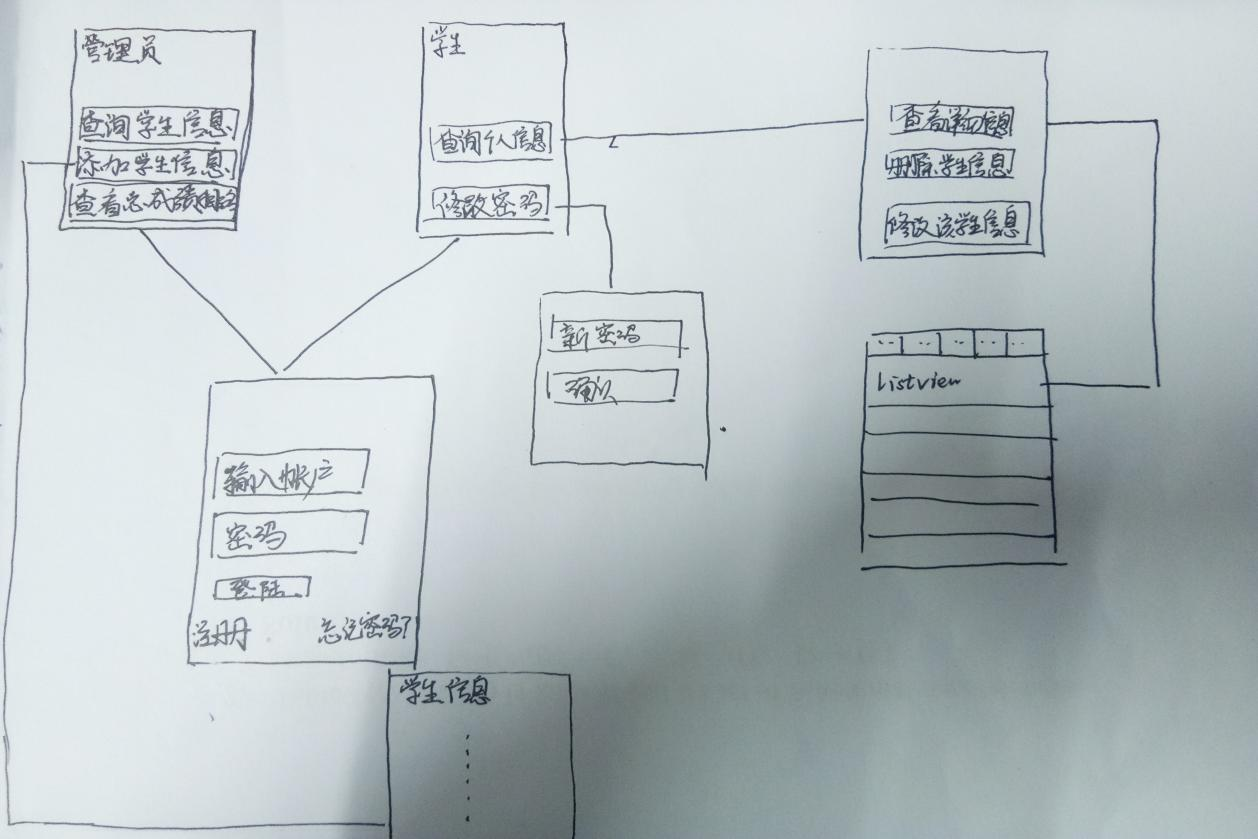 管理员
查询学生信息
添加学生信息
查看总成绩排名
学生
查询个人信息
修改密码
查看详细信息
删除学生信息
修改该学生信息
新密码
确认
listview
输入帐户
密码
登陆
注册
忘记密码?
学生信息